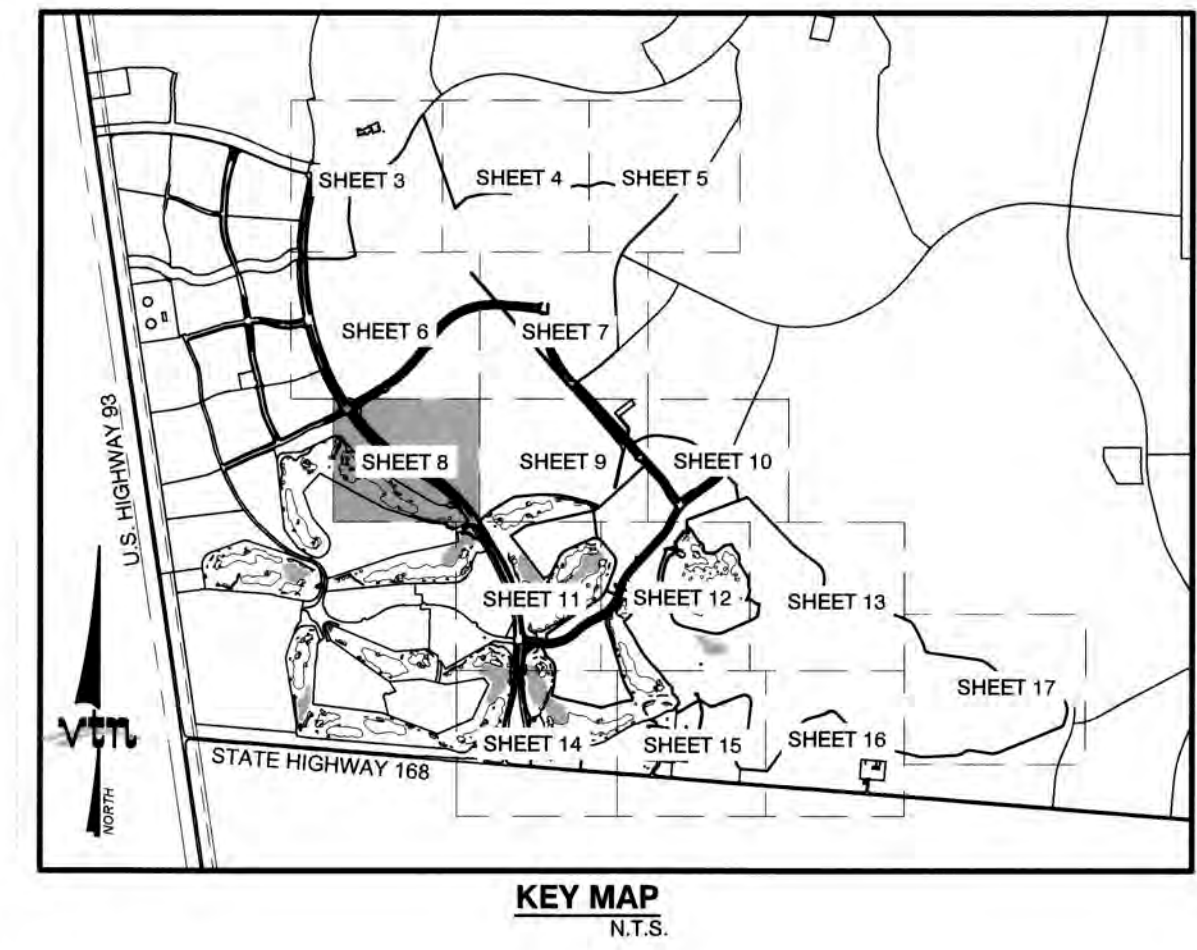 SHEET 3
SHEET 4
SHEET 5
SHEET 6
SHEET 7
SHEET 8
SHEET 9
SHEET 10
SHEET 11
SHEET 12
SHEET 13
SHEET 14
SHEET 15
SHEET 16
SHEET 17
U.S. HIGHWAY 93
STATE HIGHWAY 168
vtn
NORTH
KEY MAP
N.T.S.